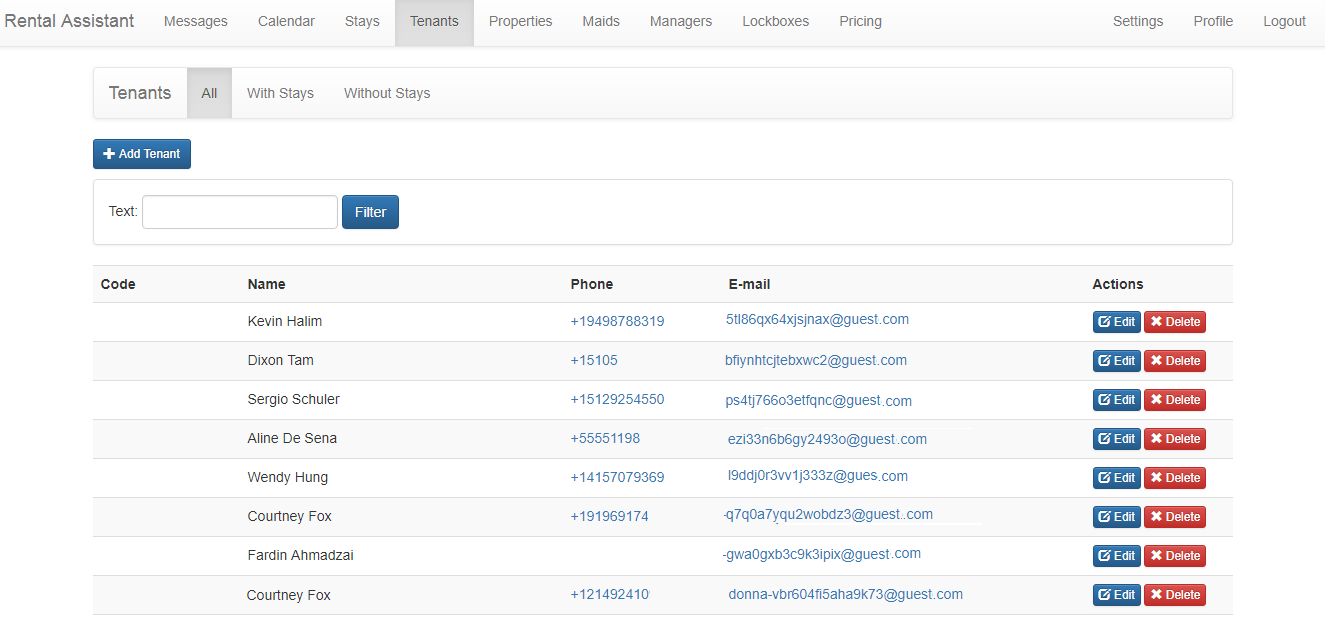 Rental Assistant Messages Calendar Stays Tenants Properties Maids Managers Lockboxes Pricing Settings Profile Logout
Tenants All With Stays Without Stays
Add Tenant
Text: Filter
Code Name Phone E-mail Actions
Kevin Halim +19498788319 5tl86qx64xjsjnax@guest.com Edit Delete
Dixon Tam +15105 bfiynhtcjtebxwc2@guest.com Edit Delete
Sergio Schuler +15129254550 ps4tj766o3etfqnc@guest.com Edit Delete
Aline De Sena +55551198 ezi33n6b6gy2493o@guest.com Edit Delete
Wendy Hung +14157079369 l9ddj0r3vv1j333z@gues.com Edit Delete
Courtney Fox +191969174 -q7q0a7yqu2wobdz3@guest..com Edit Delete
Fardin Ahmadzai -gwa0gxb3c9k3ipix@guest.com Edit Delete
Courtney Fox +121492410 donna-vbr604fi5aha9k73@guest.com Edit Delete